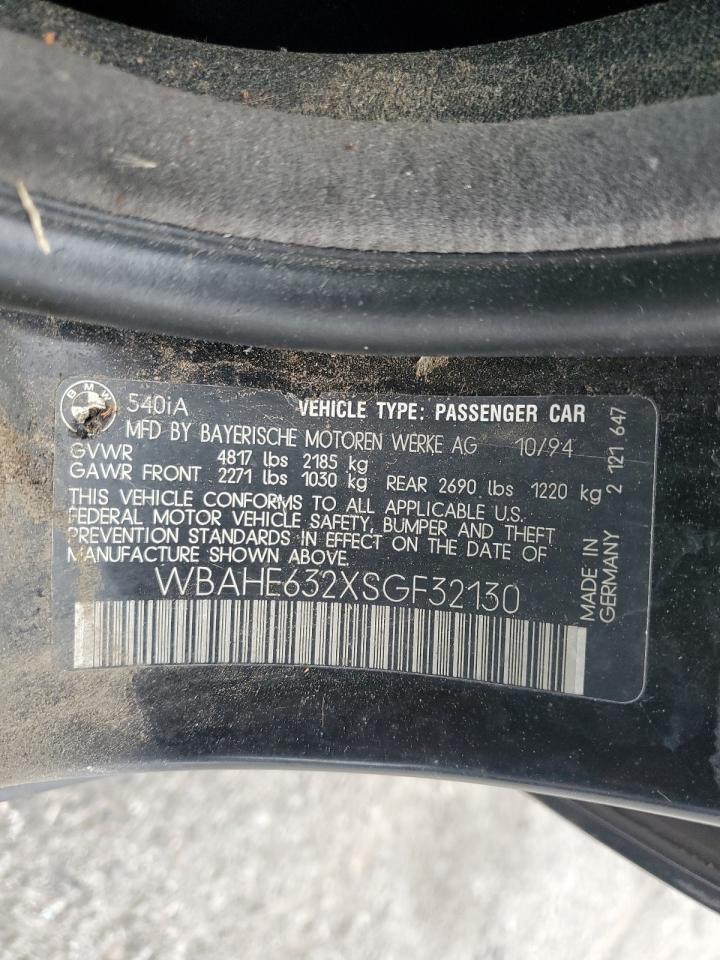 BMW
540iA VEHICLE TYPE: PASSENGER CAR
MFD BY BAYERISCHE MOTOREN WERKE AG 10/94
GVWR 4817 lbs 2185 kg
GAWR FRONT 2271 lbs 1030 kg REAR 2690 lbs 1220 kg
THIS VEHICLE CONFORMS TO ALL APPLICABLE U.S.
FEDERAL MOTOR VEHICLE SAFETY, BUMPER AND THEFT
PREVENTION STANDARDS IN EFFECT ON THE DATE OF
MANUFACTURE SHOWN ABOVE.
WBAHE632XSGF32130
MADE IN
GERMANY
2 121 647